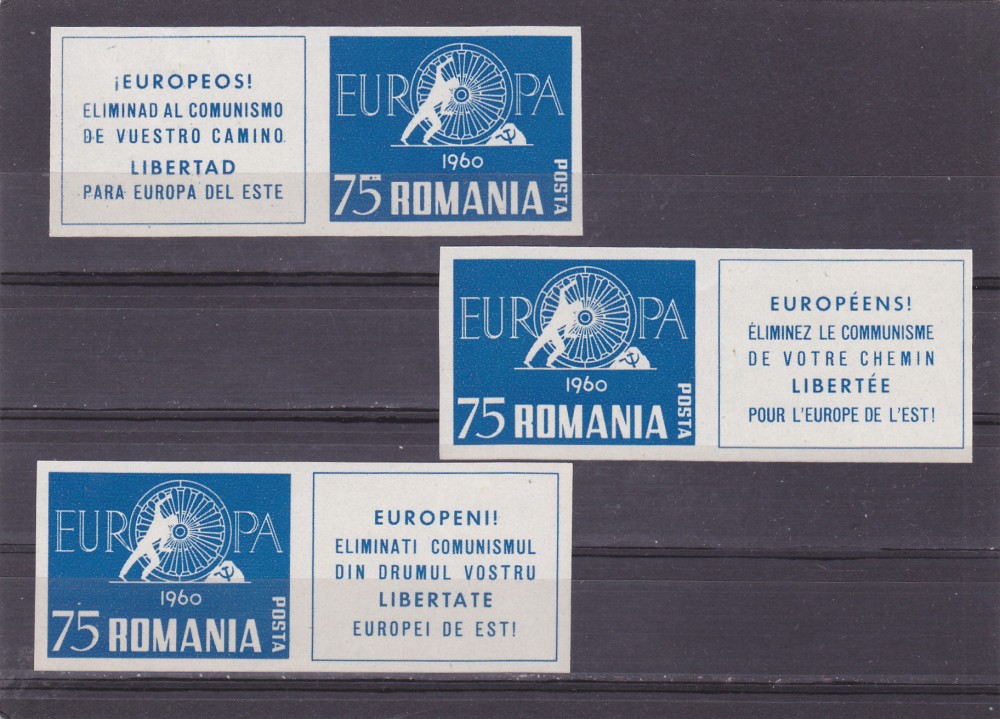 ¡EUROPEOS!
ELIMINAD AL COMUNISMO
DE VUESTRO CAMINO
LIBERTAD
PARA EUROPA DEL ESTE
EUROPA
1960
75 ROMANIA
POSTA
EUROPA
1960
75 ROMANIA
POSTA
EUROPÉENS!
ÉLIMINEZ LE COMMUNISME
DE VOTRE CHEMIN
LIBERTÉE
POUR L'EUROPE DE L'EST!
EUROPA
1960
75 ROMANIA
POSTA
EUROPENI!
ELIMINATI COMUNISMUL
DIN DRUMUL VOSTRU
LIBERTATE
EUROPEI DE EST!